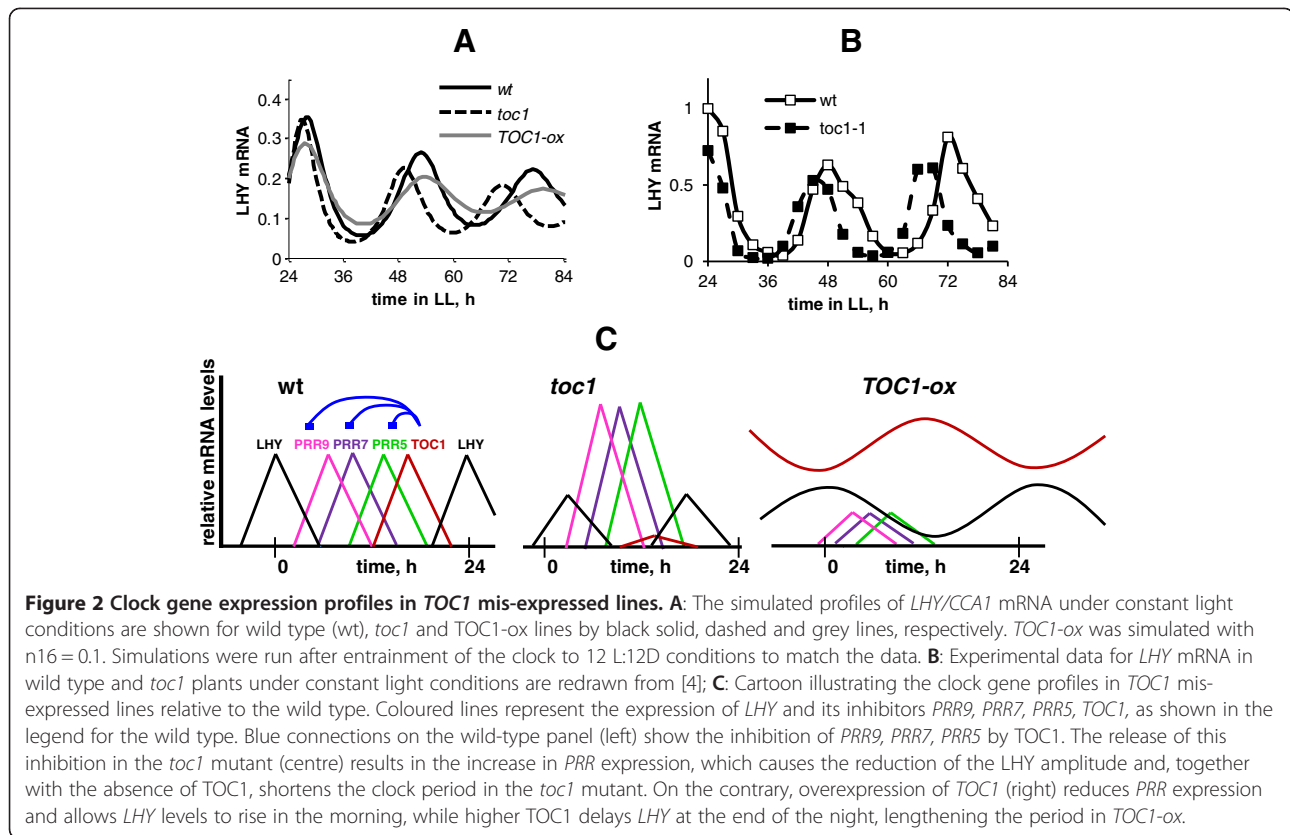 A
B
wt
toc1
TOC1-ox
LHY mRNA
0.4
0.3
0.2
0.1
0
24 36 48 60 72 84
time in LL, h
wt
toc1-1
LHY mRNA
1
0.5
0
24 36 48 60 72 84
time in LL, h
C
relative mRNA levels
wt
LHY PRR9 PRR7 PRR5 TOC1 LHY
0 time, h 24
toc1
0 time, h 24
TOC1-ox
0 time, h 24
Figure 2 Clock gene expression profiles in TOC1 mis-expressed lines. A: The simulated profiles of LHY/CCA1 mRNA under constant light
conditions are shown for wild type (wt), toc1 and TOC1-ox lines by black solid, dashed and grey lines, respectively. TOC1-ox was simulated with
n16 = 0.1. Simulations were run after entrainment of the clock to 12 L:12D conditions to match the data. B: Experimental data for LHY mRNA in
wild type and toc1 plants under constant light conditions are redrawn from [4]; C: Cartoon illustrating the clock gene profiles in TOC1 mis-
expressed lines relative to the wild type. Coloured lines represent the expression of LHY and its inhibitors PRR9, PRR7, PRR5, TOC1, as shown in the
legend for the wild type. Blue connections on the wild-type panel (left) show the inhibition of PRR9, PRR7, PRR5 by TOC1. The release of this
inhibition in the toc1 mutant (centre) results in the increase in PRR expression, which causes the reduction of the LHY amplitude and, together
with the absence of TOC1, shortens the clock period in the toc1 mutant. On the contrary, overexpression of TOC1 (right) reduces PRR expression
and allows LHY levels to rise in the morning, while higher TOC1 delays LHY at the end of the night, lengthening the period in TOC1-ox.